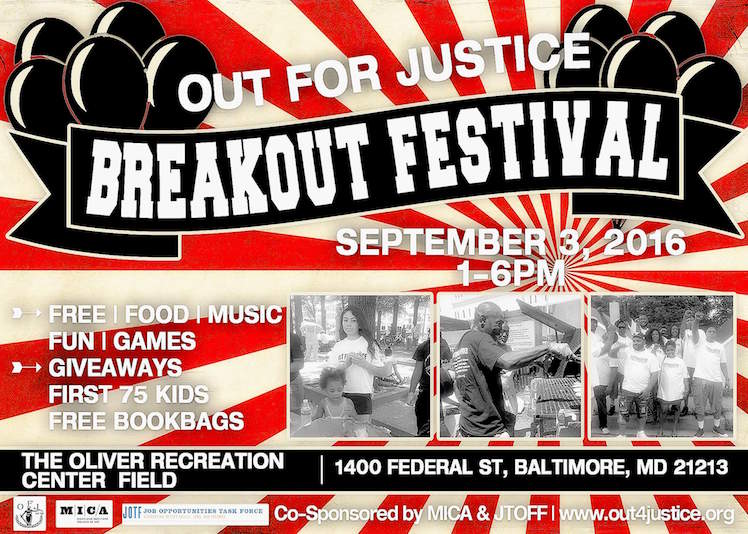 OUT FOR JUSTICE
BREAKOUT FESTIVAL
SEPTEMBER 3, 2016
1-6PM
FREE | FOOD | MUSIC
FUN | GAMES
GIVEAWAYS
FIRST 75 KIDS
FREE BOOKBAGS
THE OLIVER RECREATION
CENTER FIELD
1400 FEDERAL ST, BALTIMORE, MD 21213
OFJ
MICA
JOTF JOB OPPORTUNITIES TASK FORCE
Co-Sponsored by MICA & JTOFF | www.out4justice.org